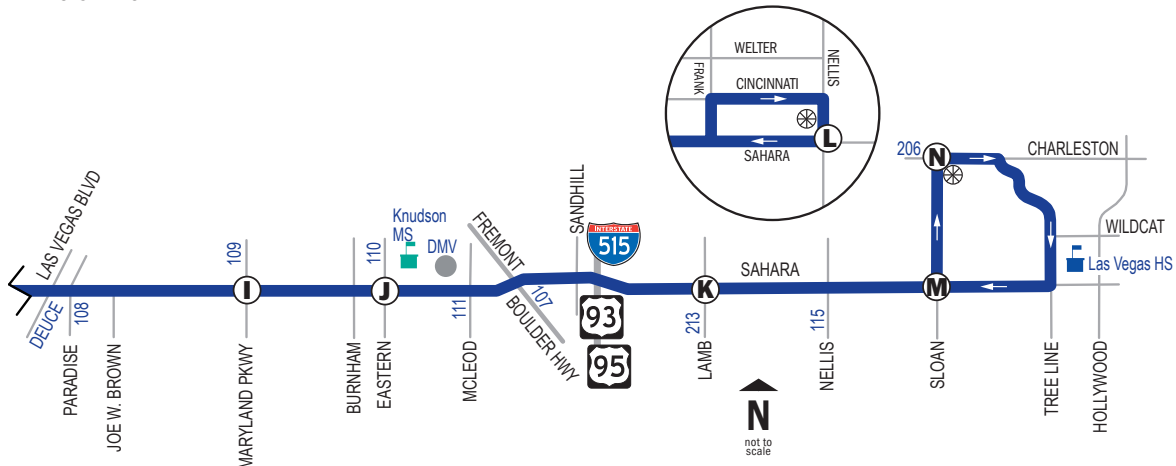 WELTER
FRANK
NELLIS
CINCINNATI
L
SAHARA
LAS VEGAS BLVD
DEUCE
108
PARADISE
JOE W. BROWN
109
I
MARYLAND PKWY
BURNHAM
110
J
EASTERN
Knudson
MS
DMV
111
MCLEOD
FREMONT
107
BOULDER HWY
SANDHILL
INTERSTATE
515
93
95
K
213
LAMB
SAHARA
115
NELLIS
206
N
CHARLESTON
WILDCAT
Las Vegas HS
M
SLOAN
TREE LINE
HOLLYWOOD
N
not to
scale